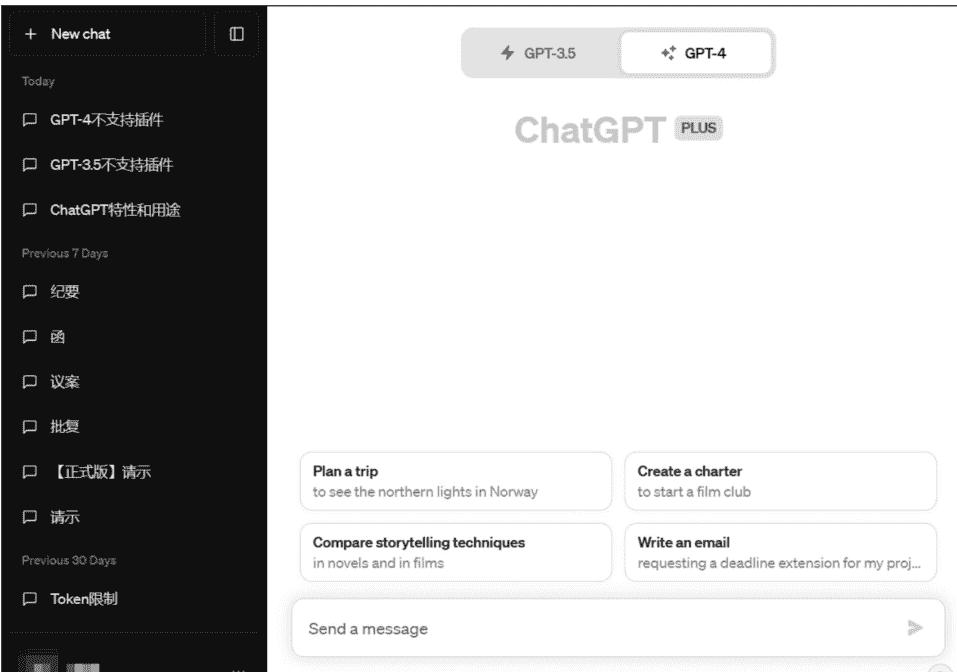 New chat
Today
GPT-4不支持插件
GPT-3.5不支持插件
ChatGPT特性和用途
Previous 7 Days
纪要
函
议案
批复
【正式版】请示
请示
Previous 30 Days
Token限制
GPT-3.5
GPT-4
ChatGPT PLUS
Plan a trip
to see the northern lights in Norway
Create a charter
to start a film club
Compare storytelling techniques
in novels and in films
Write an email
requesting a deadline extension for my proj...
Send a message